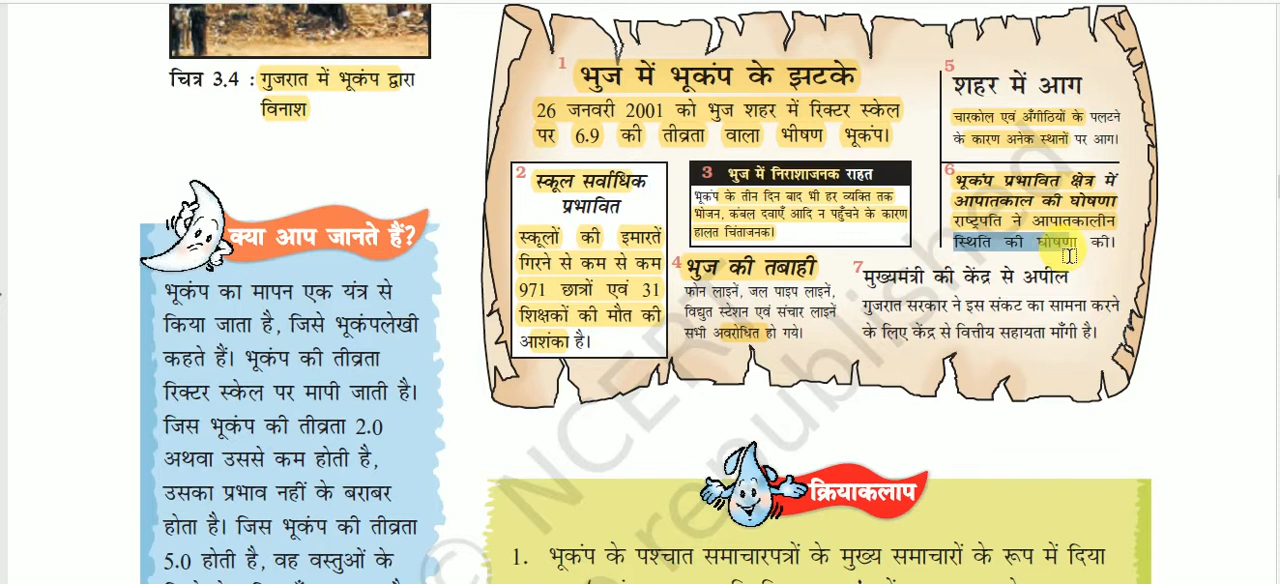 चित्र 3.4 : गुजरात में भूकंप द्वारा
विनाश
क्या आप जानते हैं?
भूकंप का मापन एक यंत्र से
किया जाता है, जिसे भूकंपलेखी
कहते हैं। भूकंप की तीव्रता
रिक्टर स्केल पर मापी जाती है।
जिस भूकंप की तीव्रता 2.0
अथवा उससे कम होती है,
उसका प्रभाव नहीं के बराबर
होता है। जिस भूकंप की तीव्रता
5.0 होती है, वह वस्तुओं के
1
भुज में भूकंप के झटके
26 जनवरी 2001 को भुज शहर में रिक्टर स्केल
पर 6.9 की तीव्रता वाला भीषण भूकंप।
2
स्कूल सर्वाधिक
प्रभावित
स्कूलों की इमारतें
गिरने से कम से कम
971 छात्रों एवं 31
शिक्षकों की मौत की
आशंका है।
3 भुज में निराशाजनक राहत
भूकंप के तीन दिन बाद भी हर व्यक्ति तक
भोजन, कंबल दवाएँ आदि न पहुँचने के कारण
हालत चिंताजनक।
4
भुज की तबाही
फोन लाइनें, जल पाइप लाइनें,
विद्युत स्टेशन एवं संचार लाइनें
सभी अवरोधित हो गये।
5
शहर में आग
चारकोल एवं अँगीठियों के पलटने
के कारण अनेक स्थानों पर आग।
6
भूकंप प्रभावित क्षेत्र में
आपातकाल की घोषणा
राष्ट्रपति ने आपातकालीन
स्थिति की घोषणा की।
7
मुख्यमंत्री की केंद्र से अपील
गुजरात सरकार ने इस संकट का सामना करने
के लिए केंद्र से वित्तीय सहायता माँगी है।
क्रियाकलाप
1. भूकंप के पश्चात समाचारपत्रों के मुख्य समाचारों के रूप में दिया
© NCERT
republished